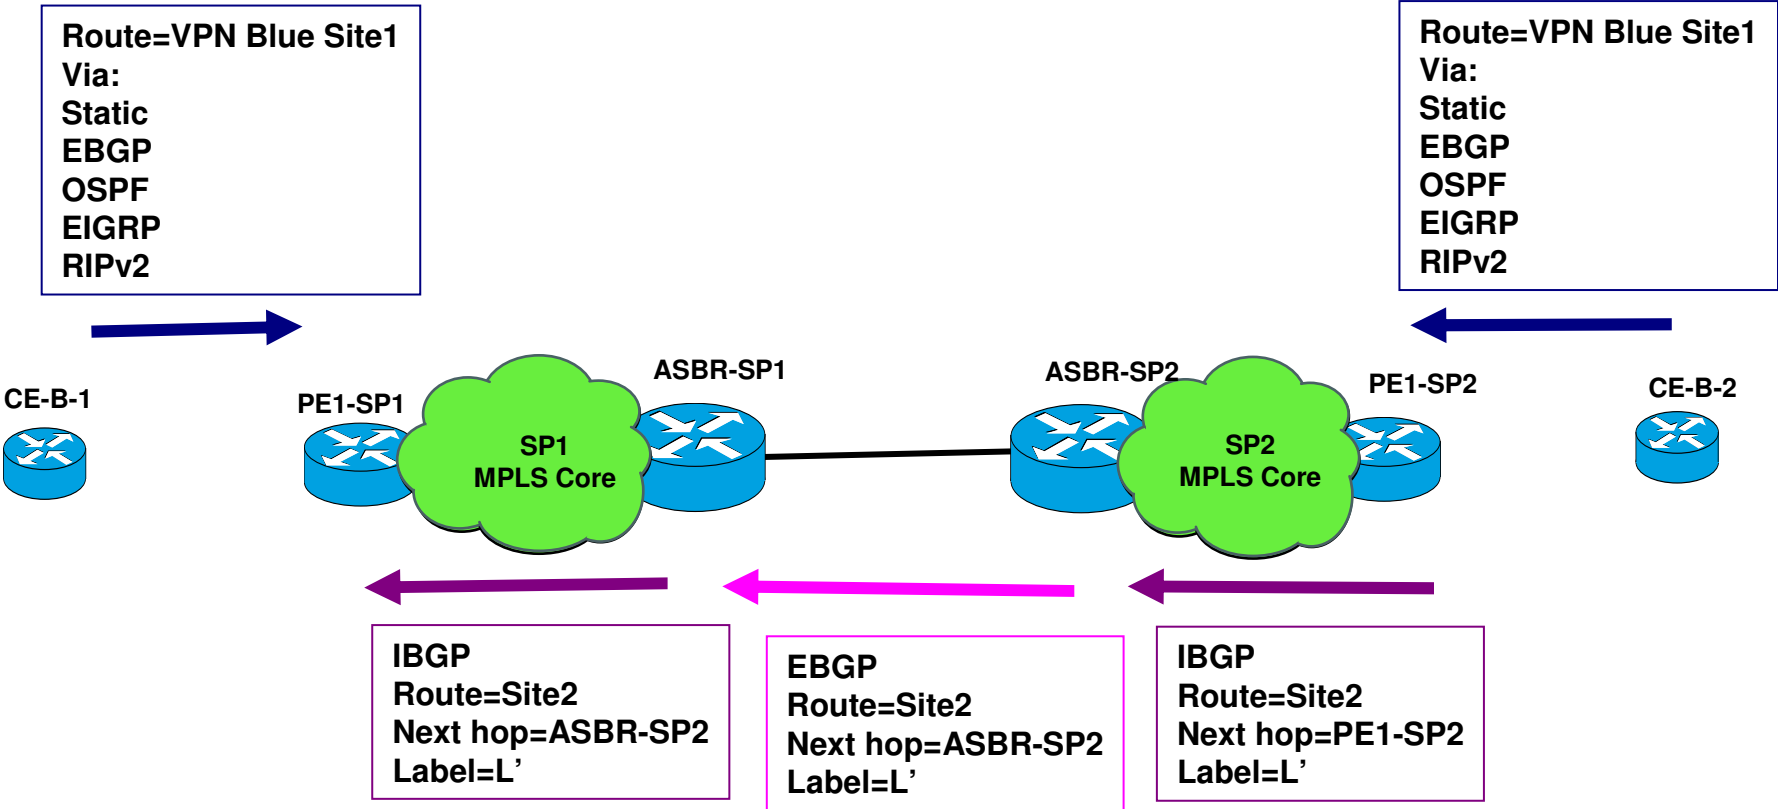 Route=VPN Blue Site1
Via:
Static
EBGP
OSPF
EIGRP
RIPv2
Route=VPN Blue Site1
Via:
Static
EBGP
OSPF
EIGRP
RIPv2
CE-B-1
PE1-SP1
ASBR-SP1
ASBR-SP2
PE1-SP2
CE-B-2
SP1
MPLS Core
SP2
MPLS Core
IBGP
Route=Site2
Next hop=ASBR-SP2
Label=L’
EBGP
Route=Site2
Next hop=ASBR-SP2
Label=L’
IBGP
Route=Site2
Next hop=PE1-SP2
Label=L’